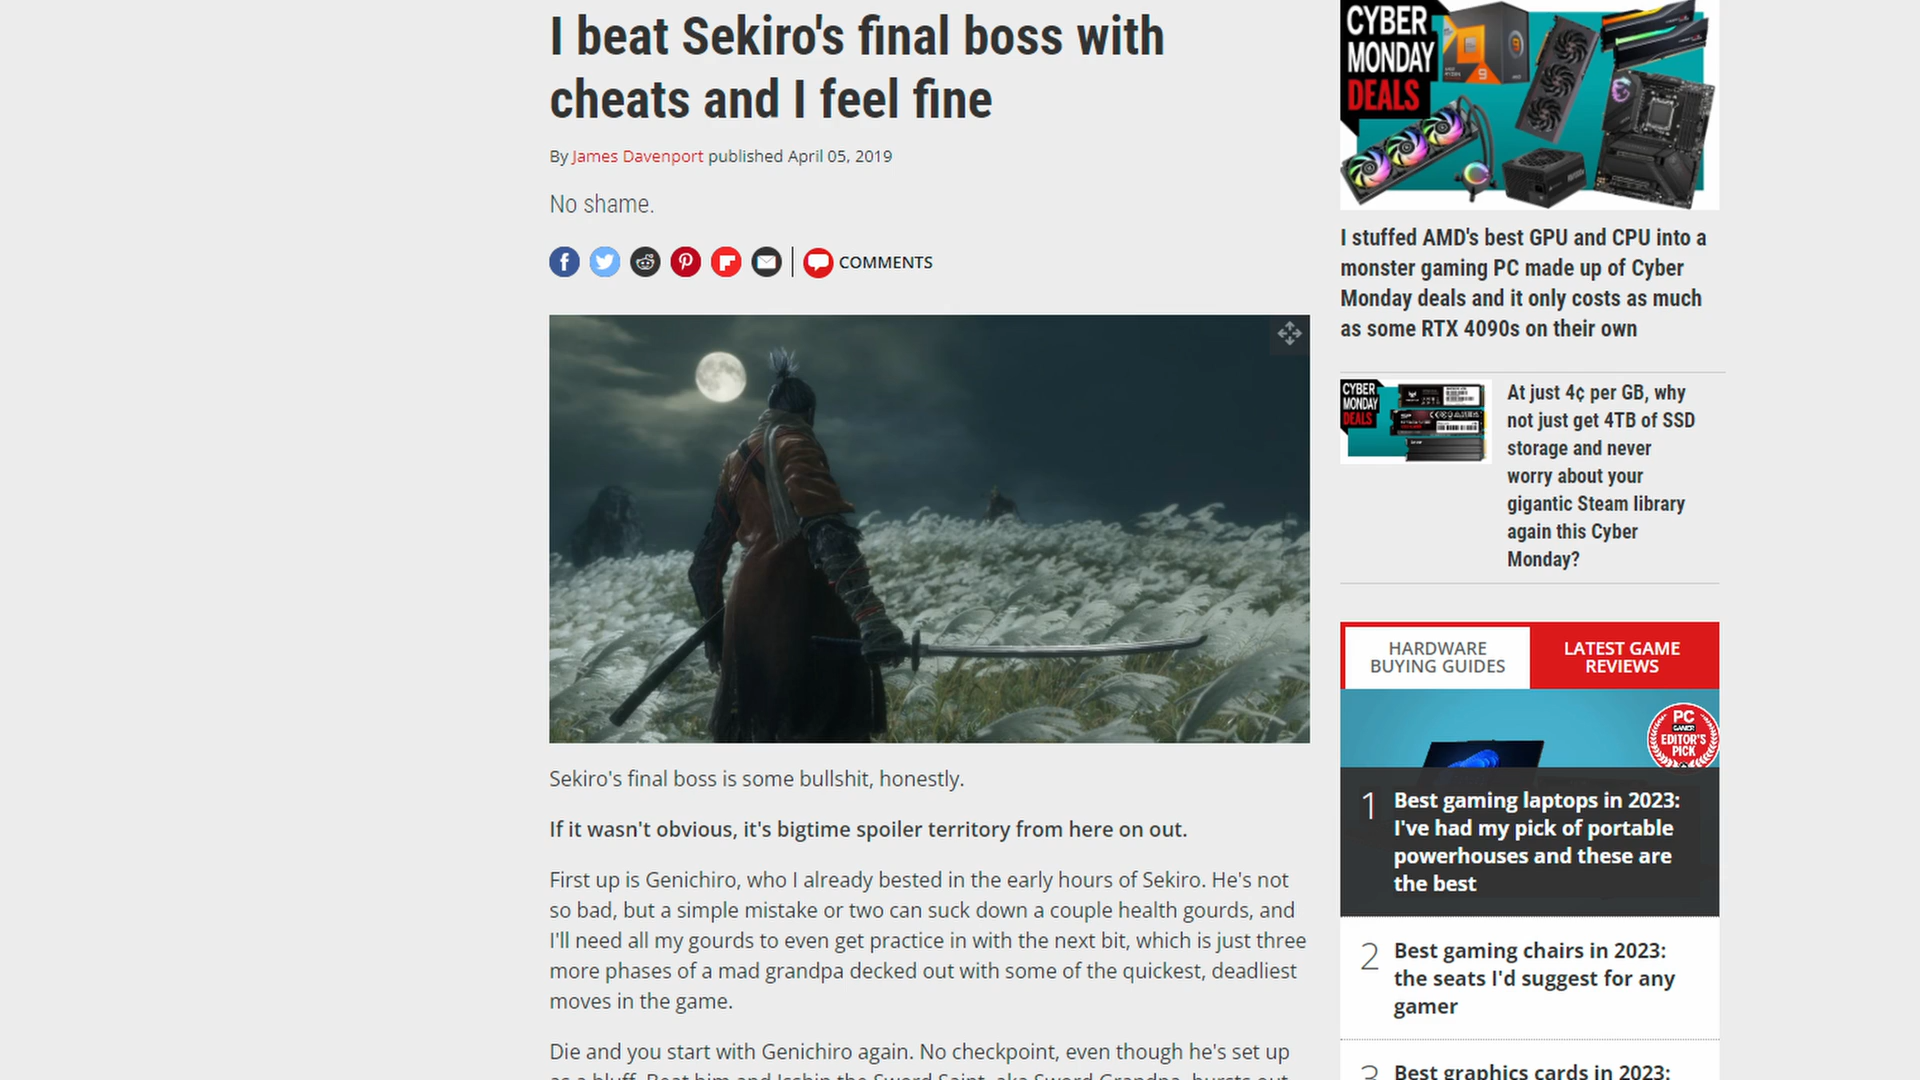 I beat Sekiro's final boss with
cheats and I feel fine
By James Davenport published April 05, 2019
No shame.
COMMENTS
Sekiro's final boss is some bullshit, honestly.
If it wasn't obvious, it's bigtime spoiler territory from here on out.
First up is Genichiro, who I already bested in the early hours of Sekiro. He's not
so bad, but a simple mistake or two can suck down a couple health gourds, and
I'll need all my gourds to even get practice in with the next bit, which is just three
more phases of a mad grandpa decked out with some of the quickest, deadliest
moves in the game.
Die and you start with Genichiro again. No checkpoint, even though he's set up
CYBER
MONDAY
DEALS
I stuffed AMD's best GPU and CPU into a
monster gaming PC made up of Cyber
Monday deals and it only costs as much
as some RTX 4090s on their own
CYBER
MONDAY
DEALS
At just 4¢ per GB, why
not just get 4TB of SSD
storage and never
worry about your
gigantic Steam library
again this Cyber
Monday?
HARDWARE
BUYING GUIDES
LATEST GAME
REVIEWS
PC
GAMER
EDITOR'S
PICK
1
Best gaming laptops in 2023:
I've had my pick of portable
powerhouses and these are
the best
2
Best gaming chairs in 2023:
the seats I'd suggest for any
gamer
3
Best graphics cards in 2023: